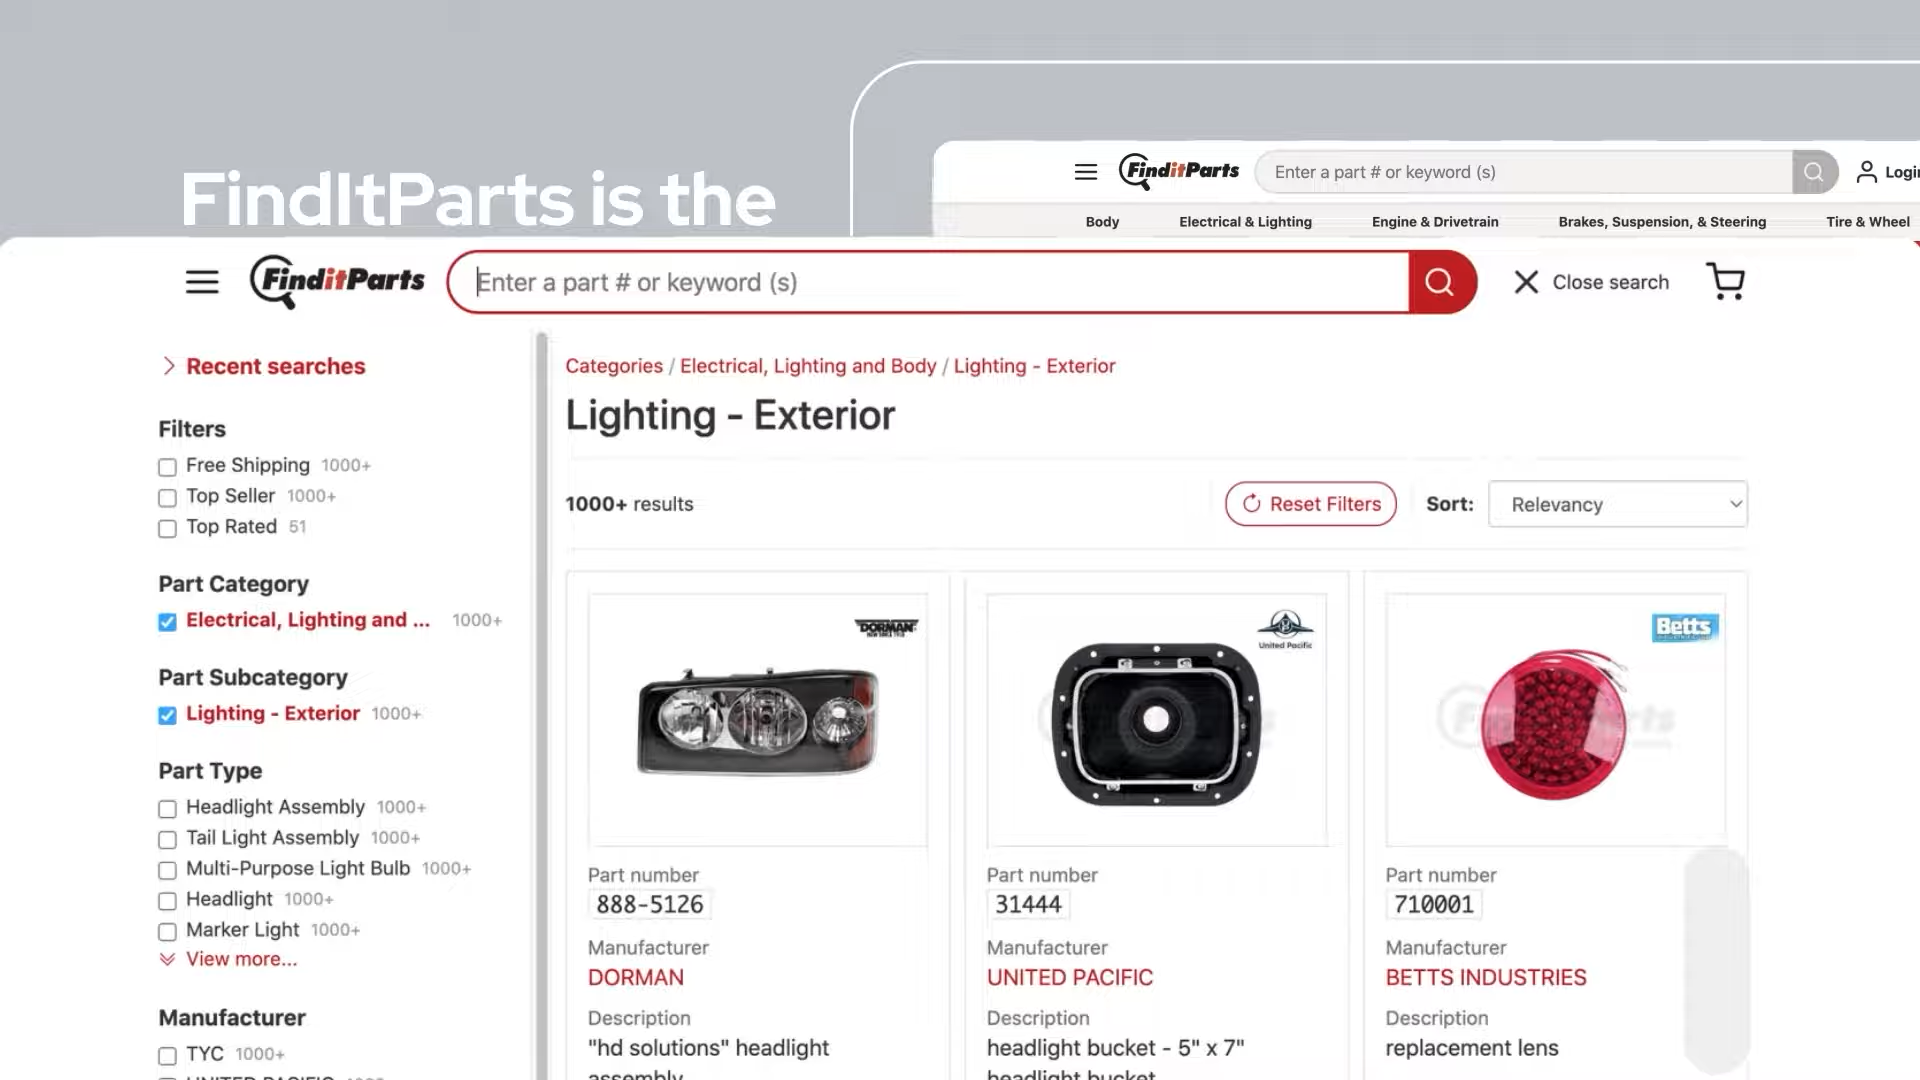 FindItParts is the
FinditParts
Enter a part # or keyword (s)
Login
Body
Electrical & Lighting
Engine & Drivetrain
Brakes, Suspension, & Steering
Tire & Wheel
FinditParts
Enter a part # or keyword (s)
Close search
Recent searches
Filters
Free Shipping 1000+
Top Seller 1000+
Top Rated 51
Part Category
Electrical, Lighting and ... 1000+
Part Subcategory
Lighting - Exterior 1000+
Part Type
Headlight Assembly 1000+
Tail Light Assembly 1000+
Multi-Purpose Light Bulb 1000+
Headlight 1000+
Marker Light 1000+
View more...
Manufacturer
TYC 1000+
Categories / Electrical, Lighting and Body / Lighting - Exterior
Lighting - Exterior
1000+ results
Reset Filters
Sort:
Relevancy
DORMAN
Part number
888-5126
Manufacturer
DORMAN
Description
"hd solutions" headlight
assembly
United Pacific
Part number
31444
Manufacturer
UNITED PACIFIC
Description
headlight bucket - 5" x 7"
headlight bucket
Betts
Part number
710001
Manufacturer
BETTS INDUSTRIES
Description
replacement lens